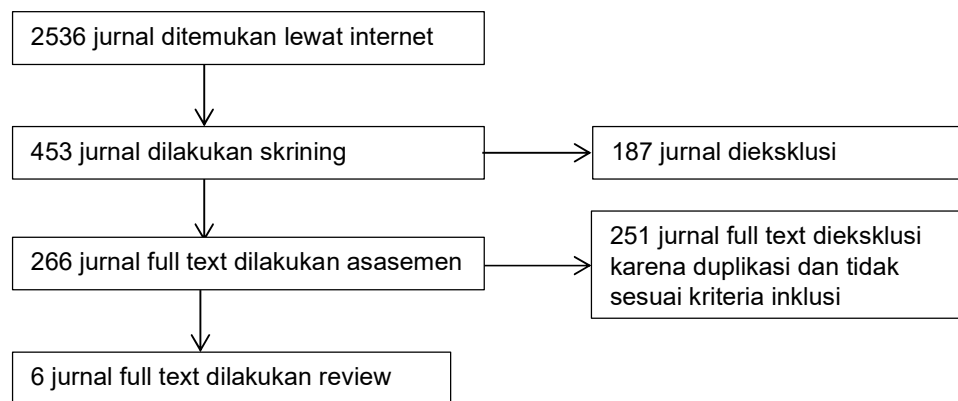 2536 jurnal ditemukan lewat internet
453 jurnal dilakukan skrining
187 jurnal dieksklusi
266 jurnal full text dilakukan asasemen
251 jurnal full text dieksklusi
karena duplikasi dan tidak
sesuai kriteria inklusi
6 jurnal full text dilakukan review